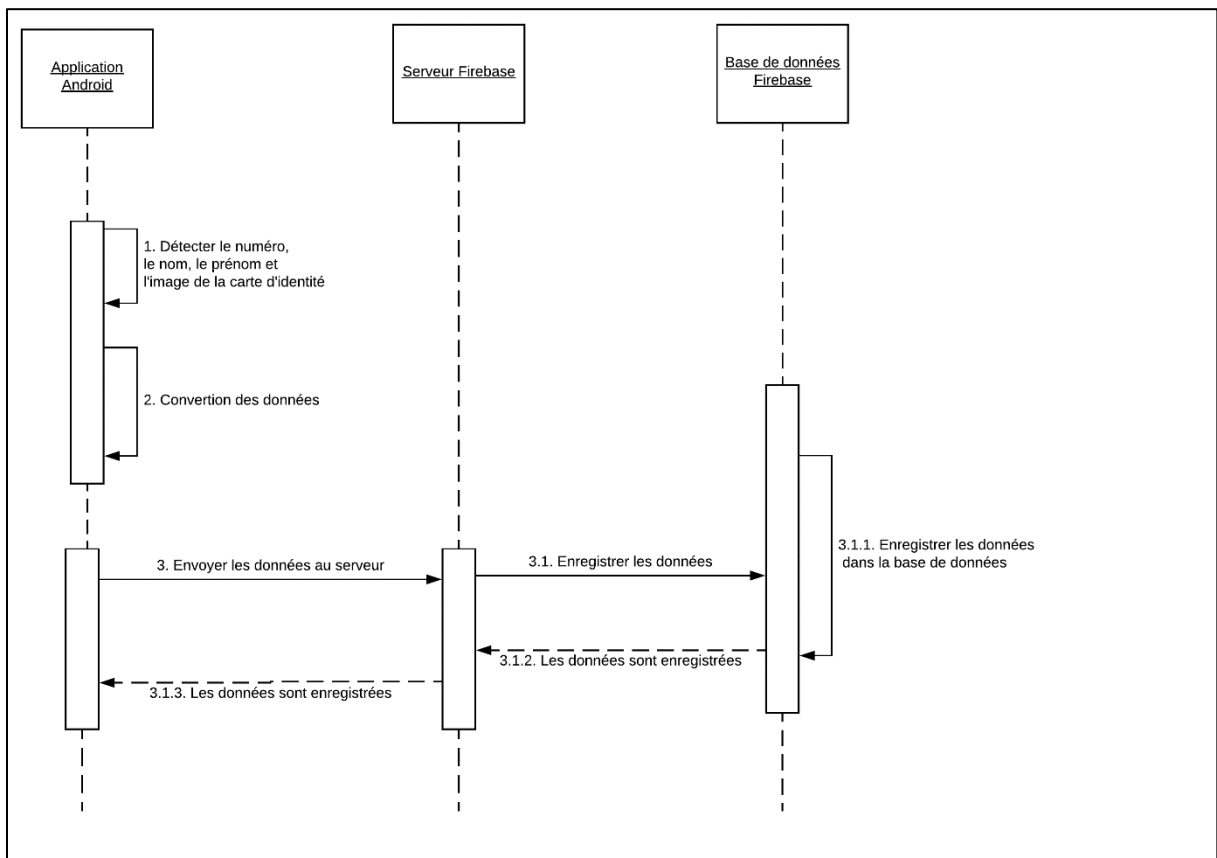 Application
Android
Serveur Firebase
Base de données
Firebase
1. Détecter le numéro,
le nom, le prénom et
l'image de la carte d'identité
2. Convertion des données
3. Envoyer les données au serveur
3.1. Enregistrer les données
3.1.1. Enregistrer les données
dans la base de données
3.1.2. Les données sont enregistrées
3.1.3. Les données sont enregistrées